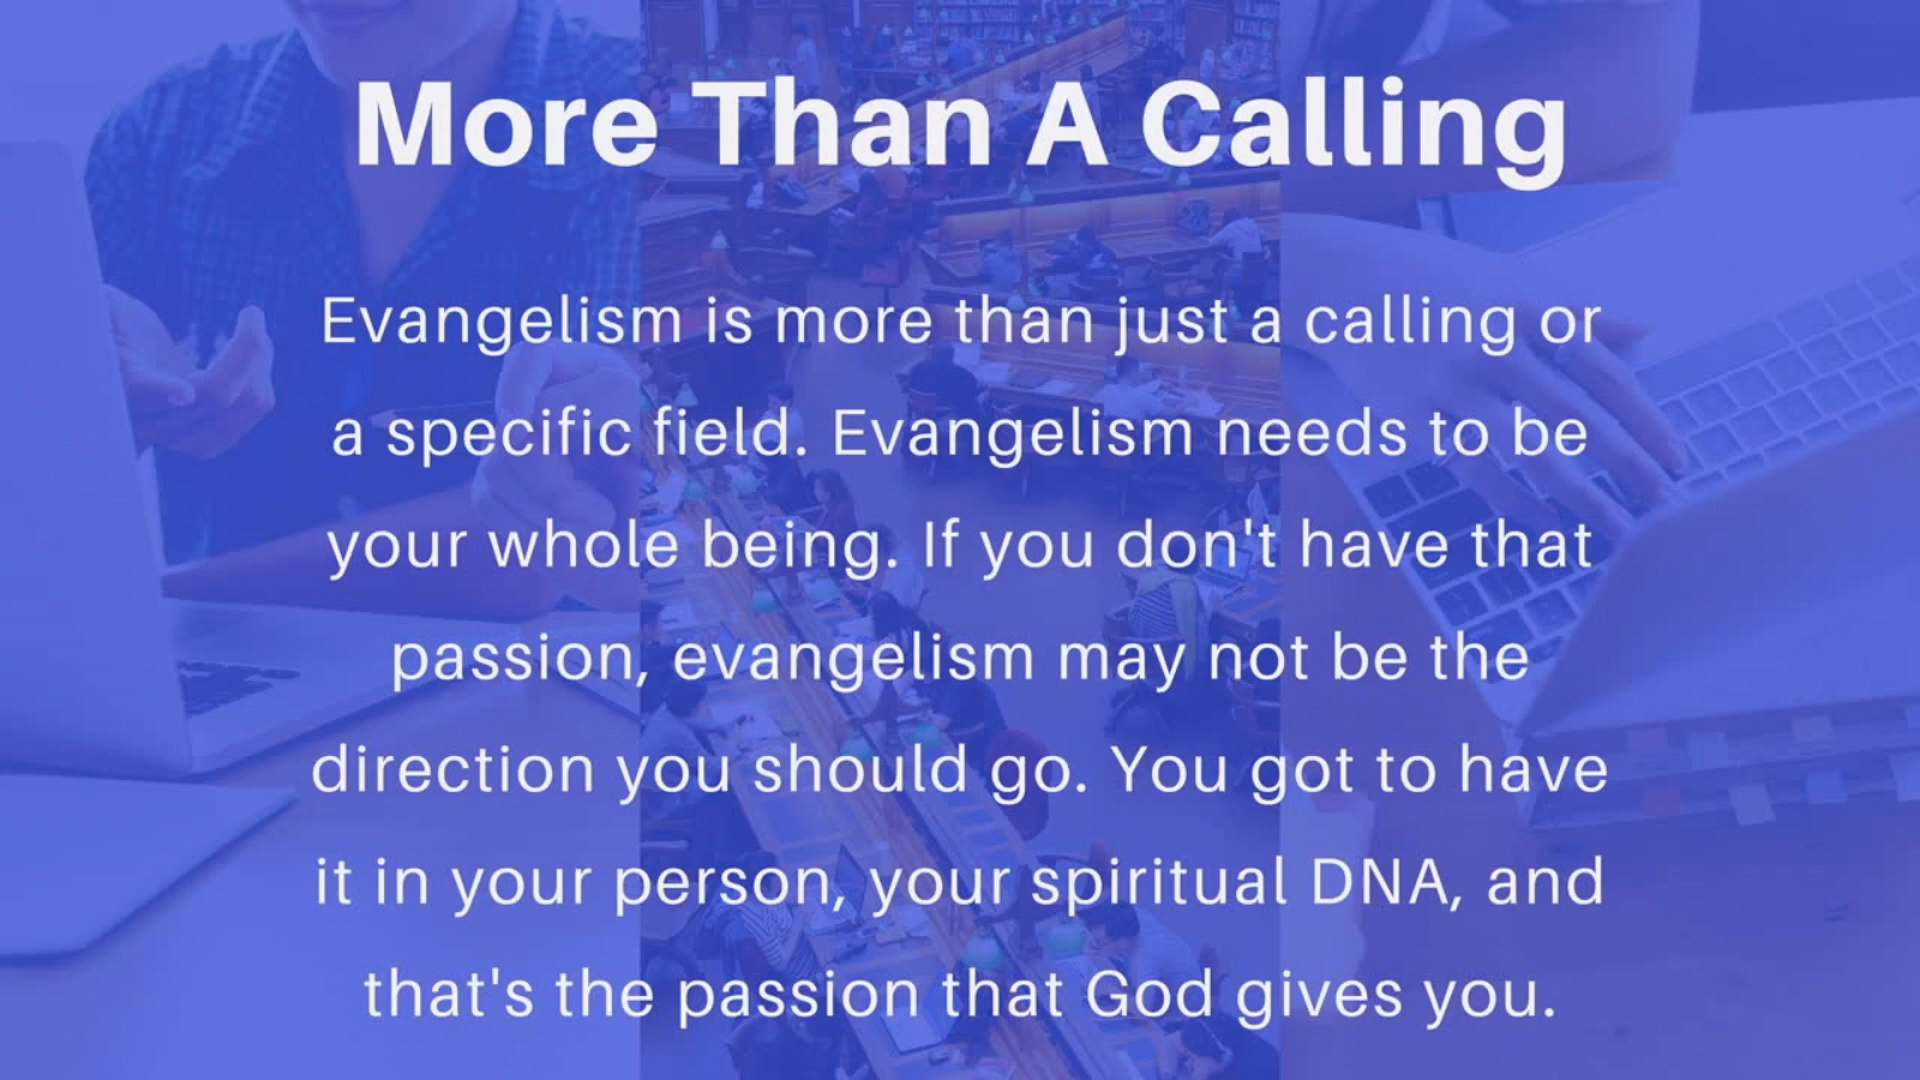 More Than A Calling
Evangelism is more than just a calling or
a specific field. Evangelism needs to be
your whole being. If you don't have that
passion, evangelism may not be the
direction you should go. You got to have
it in your person, your spiritual DNA, and
that's the passion that God gives you.